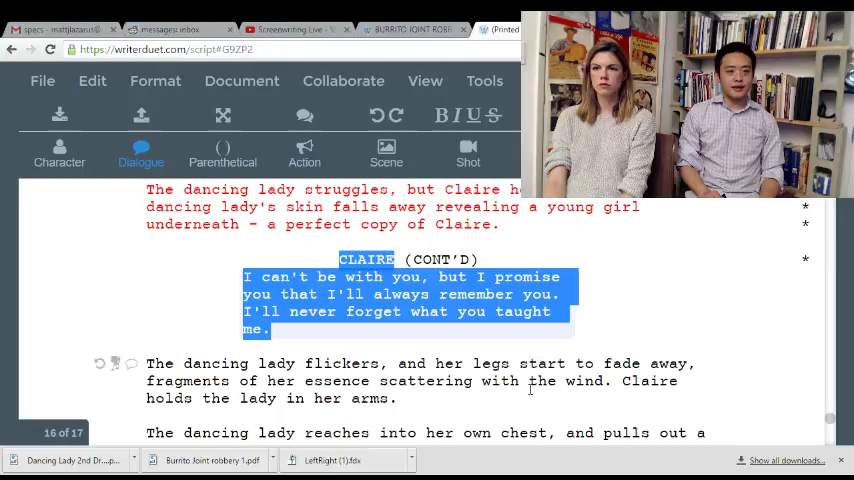 specs - mattjlazarus@
messages: inbox
Screenwriting Live -
BURRITO JOINT ROBR
(Printed
https://writerduet.com/script#G9ZP2
File Edit Format Document Collaborate View Tools
B I U S
Character Dialogue Parenthetical Action Scene Shot
The dancing lady struggles, but Claire
dancing lady's skin falls away revealing a young girl *
underneath - a perfect copy of Claire. *
CLAIRE (CONT'D) *
I can't be with you, but I promise
you that I'll always remember you.
I'll never forget what you taught
me.
The dancing lady flickers, and her legs start to fade away,
fragments of her essence scattering with the wind. Claire
holds the lady in her arms.
The dancing lady reaches into her own chest, and pulls out a
16 of 17
Dancing Lady 2nd Dr....p...
Burrito Joint robbery 1.pdf
LeftRight (1).fdx
Show all downloads...